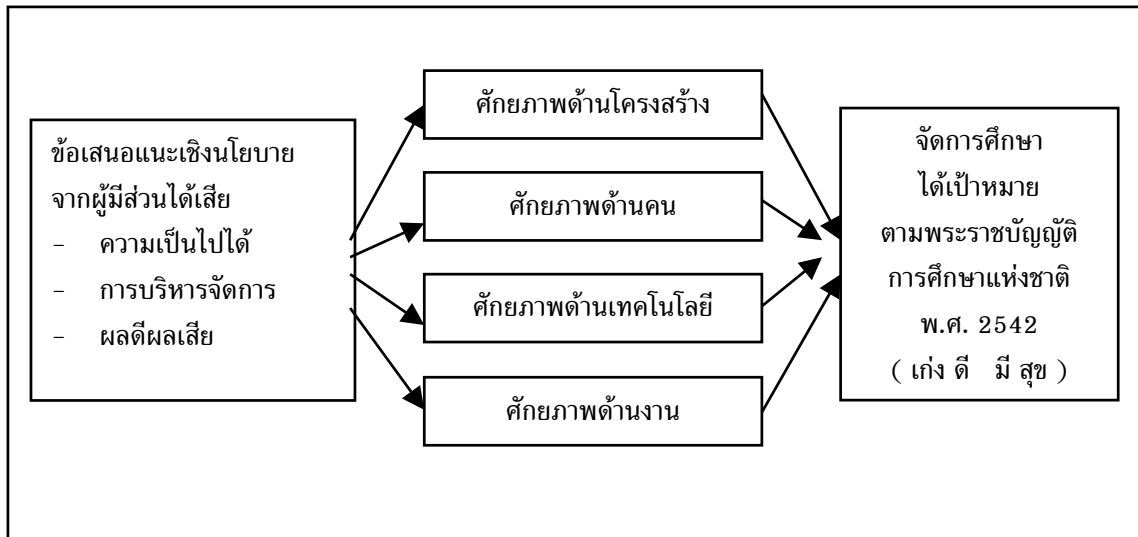 ข้อเสนอแนะเชิงนโยบาย
จากผู้มีส่วนได้เสีย
- ความเป็นไปได้
- การบริหารจัดการ
- ผลดีผลเสีย
ศักยภาพด้านโครงสร้าง
ศักยภาพด้านคน
ศักยภาพด้านเทคโนโลยี
ศักยภาพด้านงาน
จัดการศึกษา
ได้เป้าหมาย
ตามพระราชบัญญัติ
การศึกษาแห่งชาติ
พ.ศ. 2542
( เก่ง ดี มี สุข )